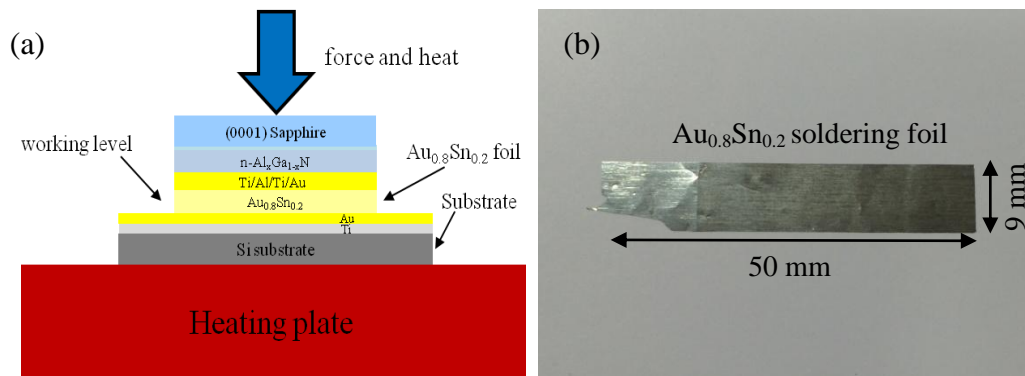 (a)
force and heat
(0001) Sapphire
working level
n-AlₓGa₁₋ₓN
Au₀.₈Sn₀.₂ foil
Ti/Al/Ti/Au
Au₀.₈Sn₀.₂
Substrate
Au
Ti
Si substrate
Heating plate
(b)
Au₀.₈Sn₀.₂ soldering foil
9 mm
50 mm